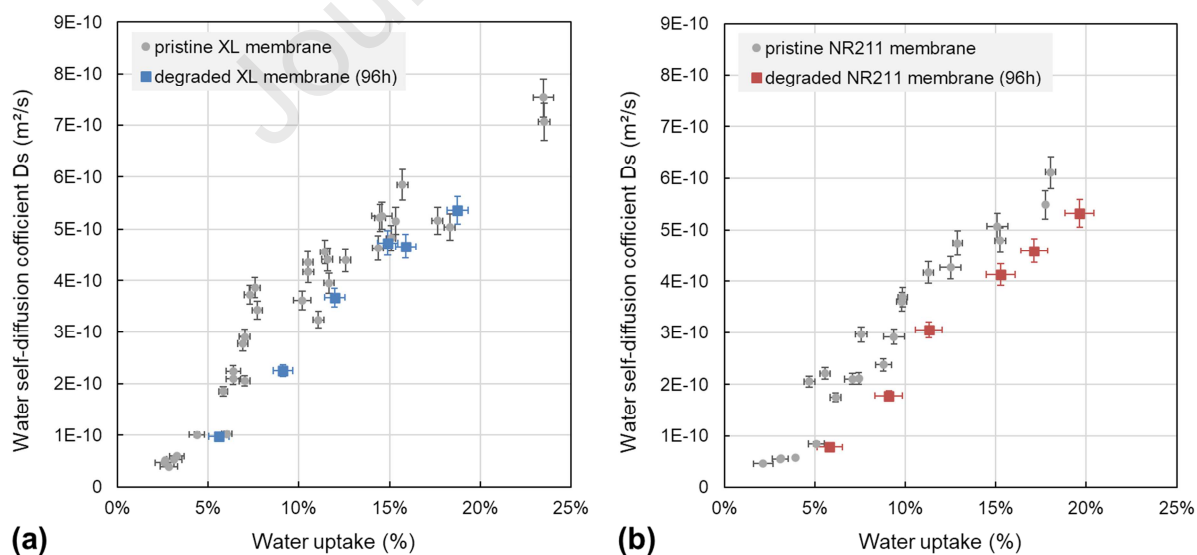 Jou
9E-10
8E-10
7E-10
6E-10
5E-10
4E-10
3E-10
2E-10
1E-10
0
Water self-diffusion cofficient Ds (m²/s)
pristine XL membrane
degraded XL membrane (96h)
0% 5% 10% 15% 20% 25%
Water uptake (%)
(a)
9E-10
8E-10
7E-10
6E-10
5E-10
4E-10
3E-10
2E-10
1E-10
0
Water self-diffusion cofficient Ds (m²/s)
pristine NR211 membrane
degraded NR211 membrane (96h)
0% 5% 10% 15% 20% 25%
Water uptake (%)
(b)